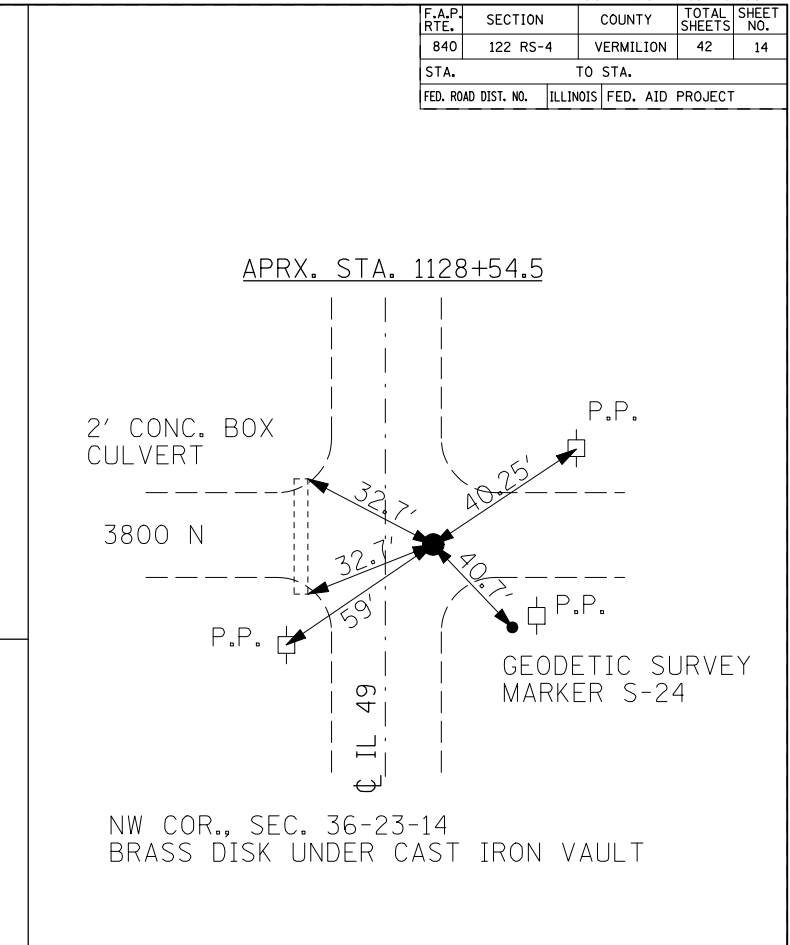 F.A.P. RTE. SECTION COUNTY TOTAL SHEETS SHEET NO.
840 122 RS-4 VERMILION 42 14
STA. TO STA.
FED. ROAD DIST. NO. ILLINOIS FED. AID PROJECT
APRX. STA. 1128+54.5
P.P.
2' CONC. BOX
CULVERT
40.25'
32.7'
3800 N
32.7'
40.7'
59'
P.P.
P.P.
GEODETIC SURVEY
MARKER S-24
℄ IL 49
NW COR., SEC. 36-23-14
BRASS DISK UNDER CAST IRON VAULT